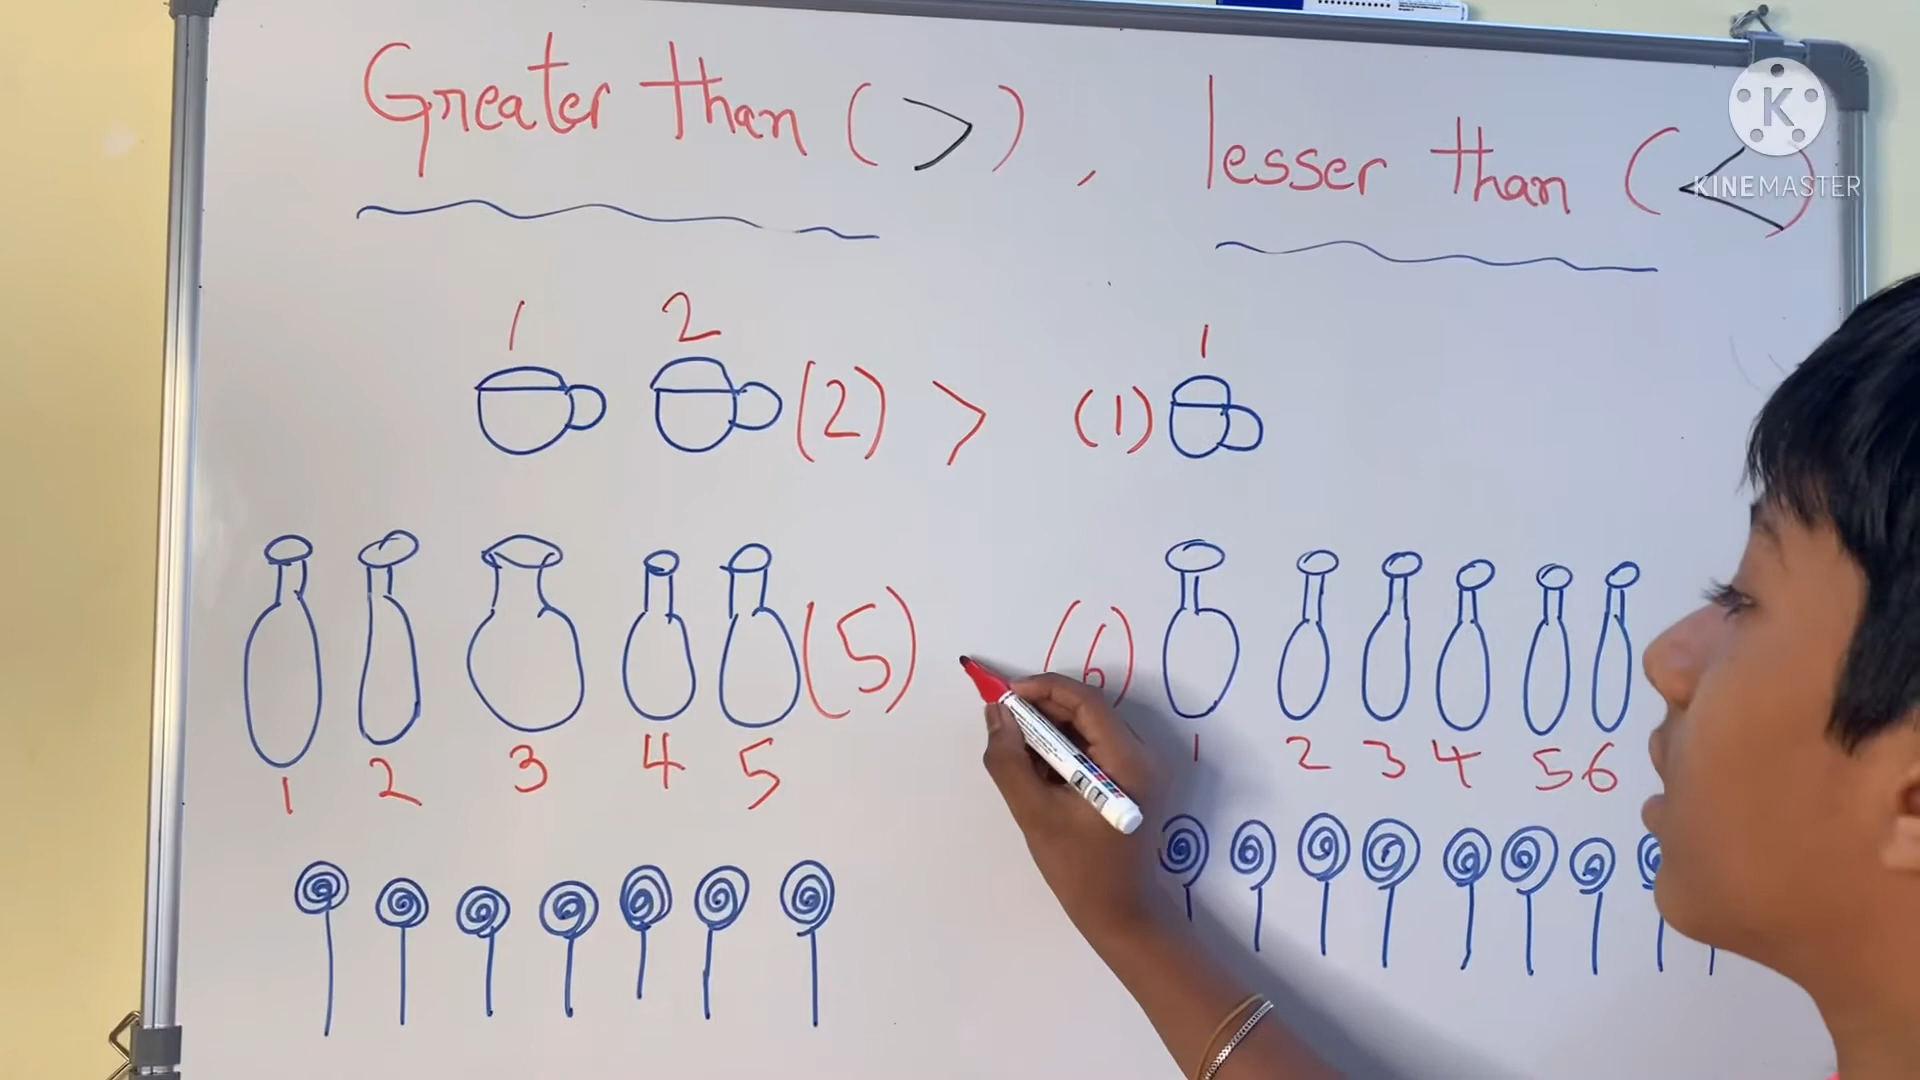 Greater than ( > ) , lesser than ( < )
KINEMASTER
1 2 1
(2) > (1)
(5) (6)
1 2 3 4 5 1 2 3 4 5 6